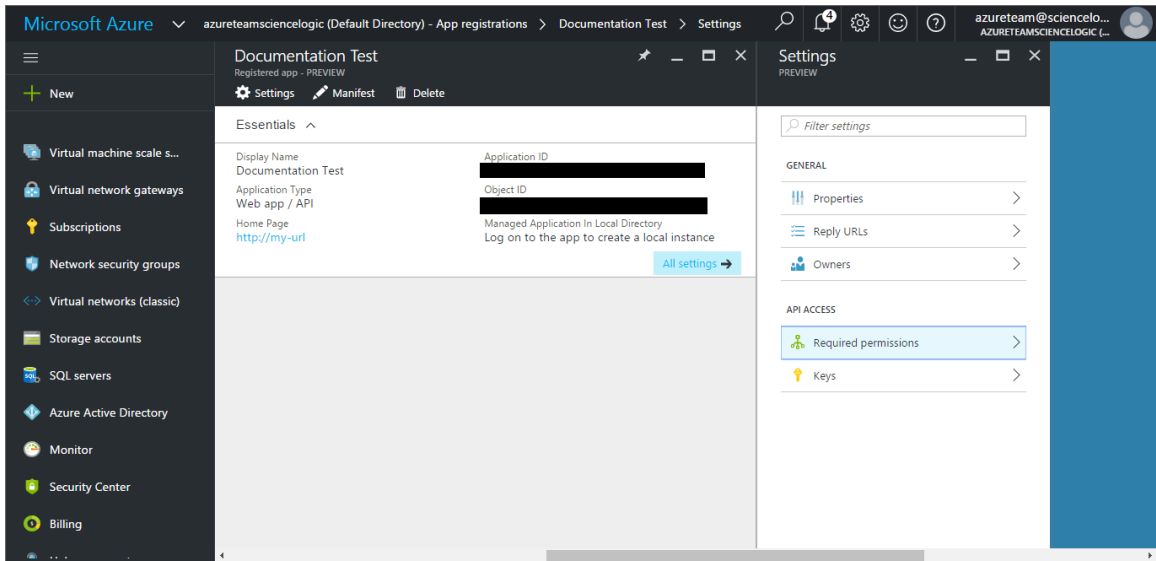 Microsoft Azure azureteamsciencelogic (Default Directory) - App registrations > Documentation Test > Settings 4 azureteam@sciencelo...
AZURETEAMSCIENCELOGIC (...
New
Virtual machine scale s...
Virtual network gateways
Subscriptions
Network security groups
Virtual networks (classic)
Storage accounts
SQL servers
Azure Active Directory
Monitor
Security Center
Billing
Documentation Test
Registered app - PREVIEW
Settings Manifest Delete
Essentials
Display Name
Documentation Test
Application Type
Web app / API
Home Page
http://my-url
Application ID
Object ID
Managed Application In Local Directory
Log on to the app to create a local instance
All settings →
Settings
PREVIEW
Filter settings
GENERAL
Properties
Reply URLs
Owners
API ACCESS
Required permissions
Keys